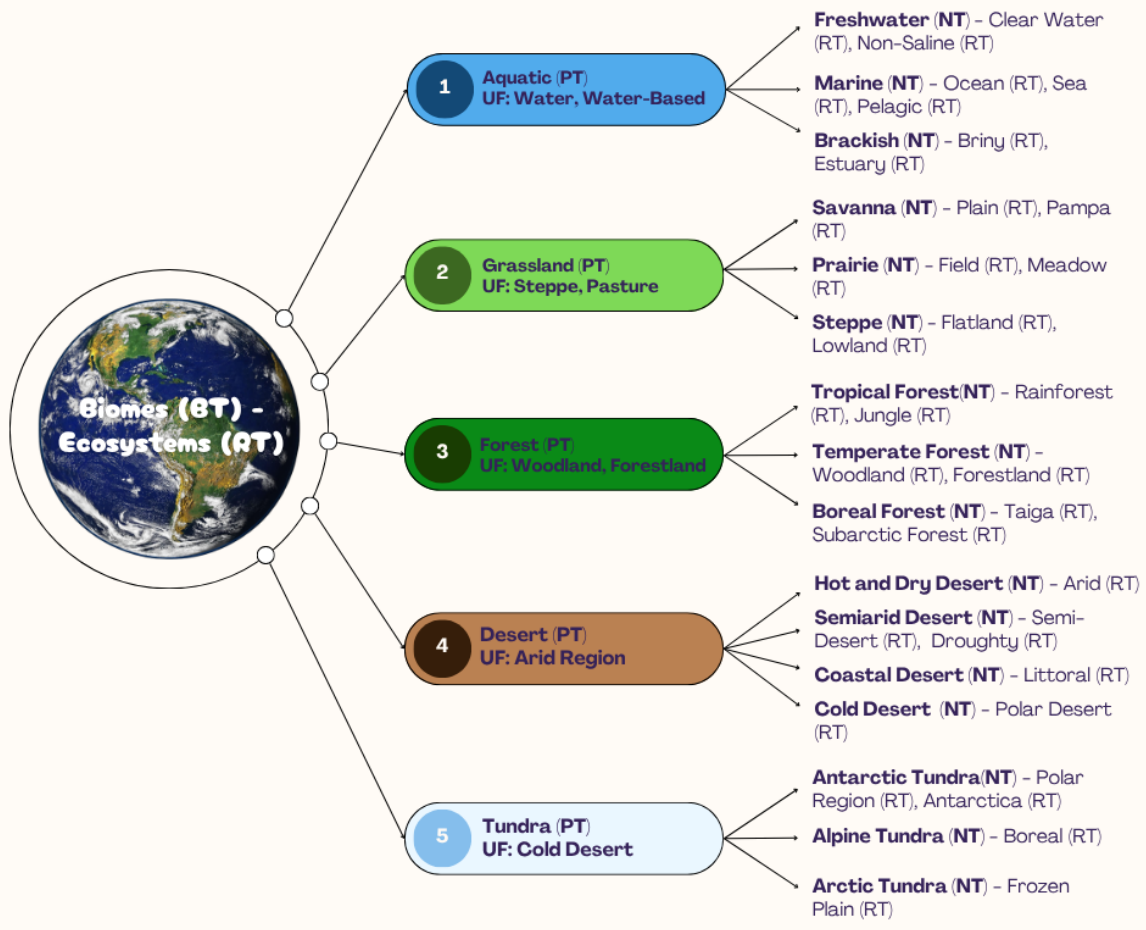 Biomes (BT) -
Ecosystems (RT)
1
Aquatic (PT)
UF: Water, Water-Based
Freshwater (NT) - Clear Water
(RT), Non-Saline (RT)
Marine (NT) - Ocean (RT), Sea
(RT), Pelagic (RT)
Brackish (NT) - Briny (RT),
Estuary (RT)
2
Grassland (PT)
UF: Steppe, Pasture
Savanna (NT) - Plain (RT), Pampa
(RT)
Prairie (NT) - Field (RT), Meadow
(RT)
Steppe (NT) - Flatland (RT),
Lowland (RT)
3
Forest (PT)
UF: Woodland, Forestland
Tropical Forest(NT) - Rainforest
(RT), Jungle (RT)
Temperate Forest (NT) -
Woodland (RT), Forestland (RT)
Boreal Forest (NT) - Taiga (RT),
Subarctic Forest (RT)
4
Desert (PT)
UF: Arid Region
Hot and Dry Desert (NT) - Arid (RT)
Semiarid Desert (NT) - Semi-
Desert (RT), Droughty (RT)
Coastal Desert (NT) - Littoral (RT)
Cold Desert (NT) - Polar Desert
(RT)
5
Tundra (PT)
UF: Cold Desert
Antarctic Tundra(NT) - Polar
Region (RT), Antarctica (RT)
Alpine Tundra (NT) - Boreal (RT)
Arctic Tundra (NT) - Frozen
Plain (RT)